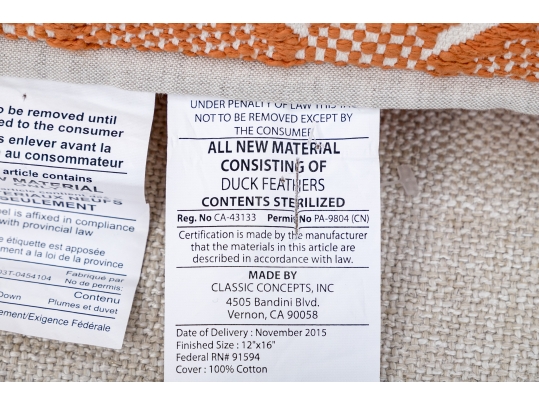 o be removed until
ed to the consumer
s enlever avant la
au consommateur
article contains
W MATERIAL
TÉRIAUX NEUFS
SEULEMENT
el is affixed in compliance
with provincial law
e étiquette est apposée
ment à la loi de la province
03T-0454104
Fabriqué par
No de permis:
Down
Contenu
Plumes et duvet
ement/Exigence Fédérale
UNDER PENALTY OF LAW THIS
NOT TO BE REMOVED EXCEPT BY
THE CONSUMER
ALL NEW MATERIAL
CONSISTING OF
DUCK FEATHERS
CONTENTS STERILIZED
Reg. No CA-43133 Permit No PA-9804 (CN)
Certification is made by the manufacturer
that the materials in this article are
described in accordance with law.
MADE BY
CLASSIC CONCEPTS, INC
4505 Bandini Blvd.
Vernon, CA 90058
Date of Delivery : November 2015
Finished Size : 12"x16"
Federal RN# 91594
Cover : 100% Cotton